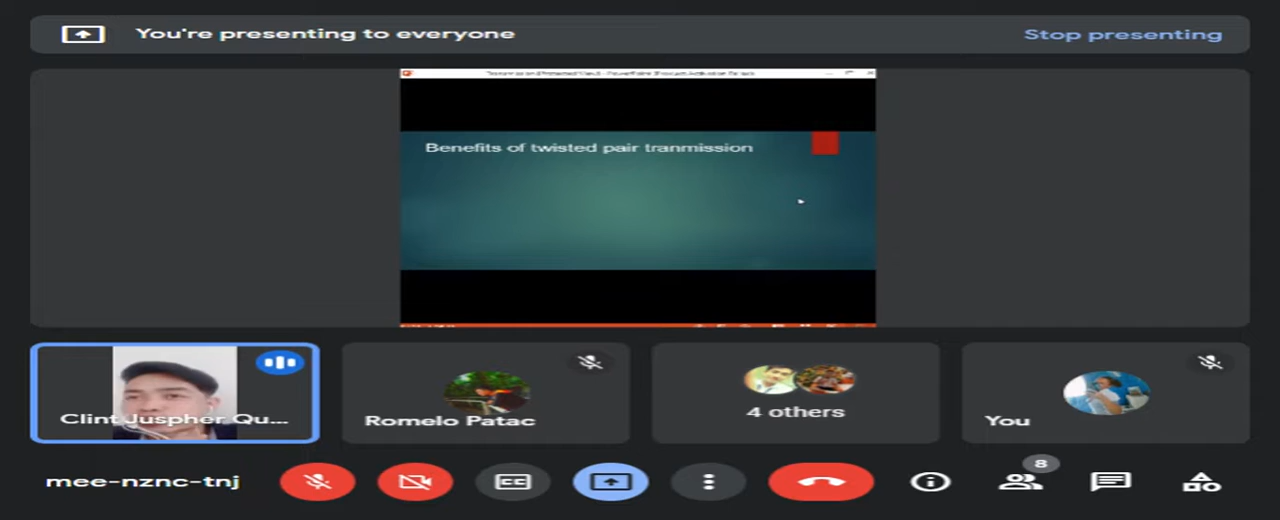 You're presenting to everyone
Stop presenting
Benefits of twisted pair tranmission
Clint Juspher Qu...
Romelo Patac
4 others
You
mee-nznc-tnj
CC
8